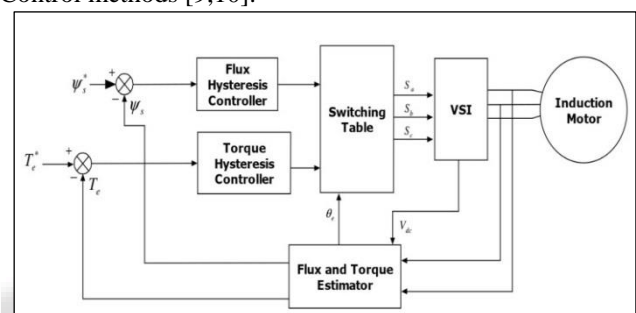 Control methods [9,10].
ψs* + −
ψs
Flux
Hysteresis
Controller
Te* + −
Te
Torque
Hysteresis
Controller
Switching
Table
Sa
Sb
Sc
VSI
Induction
Motor
θe
Vdc
Flux and Torque
Estimator